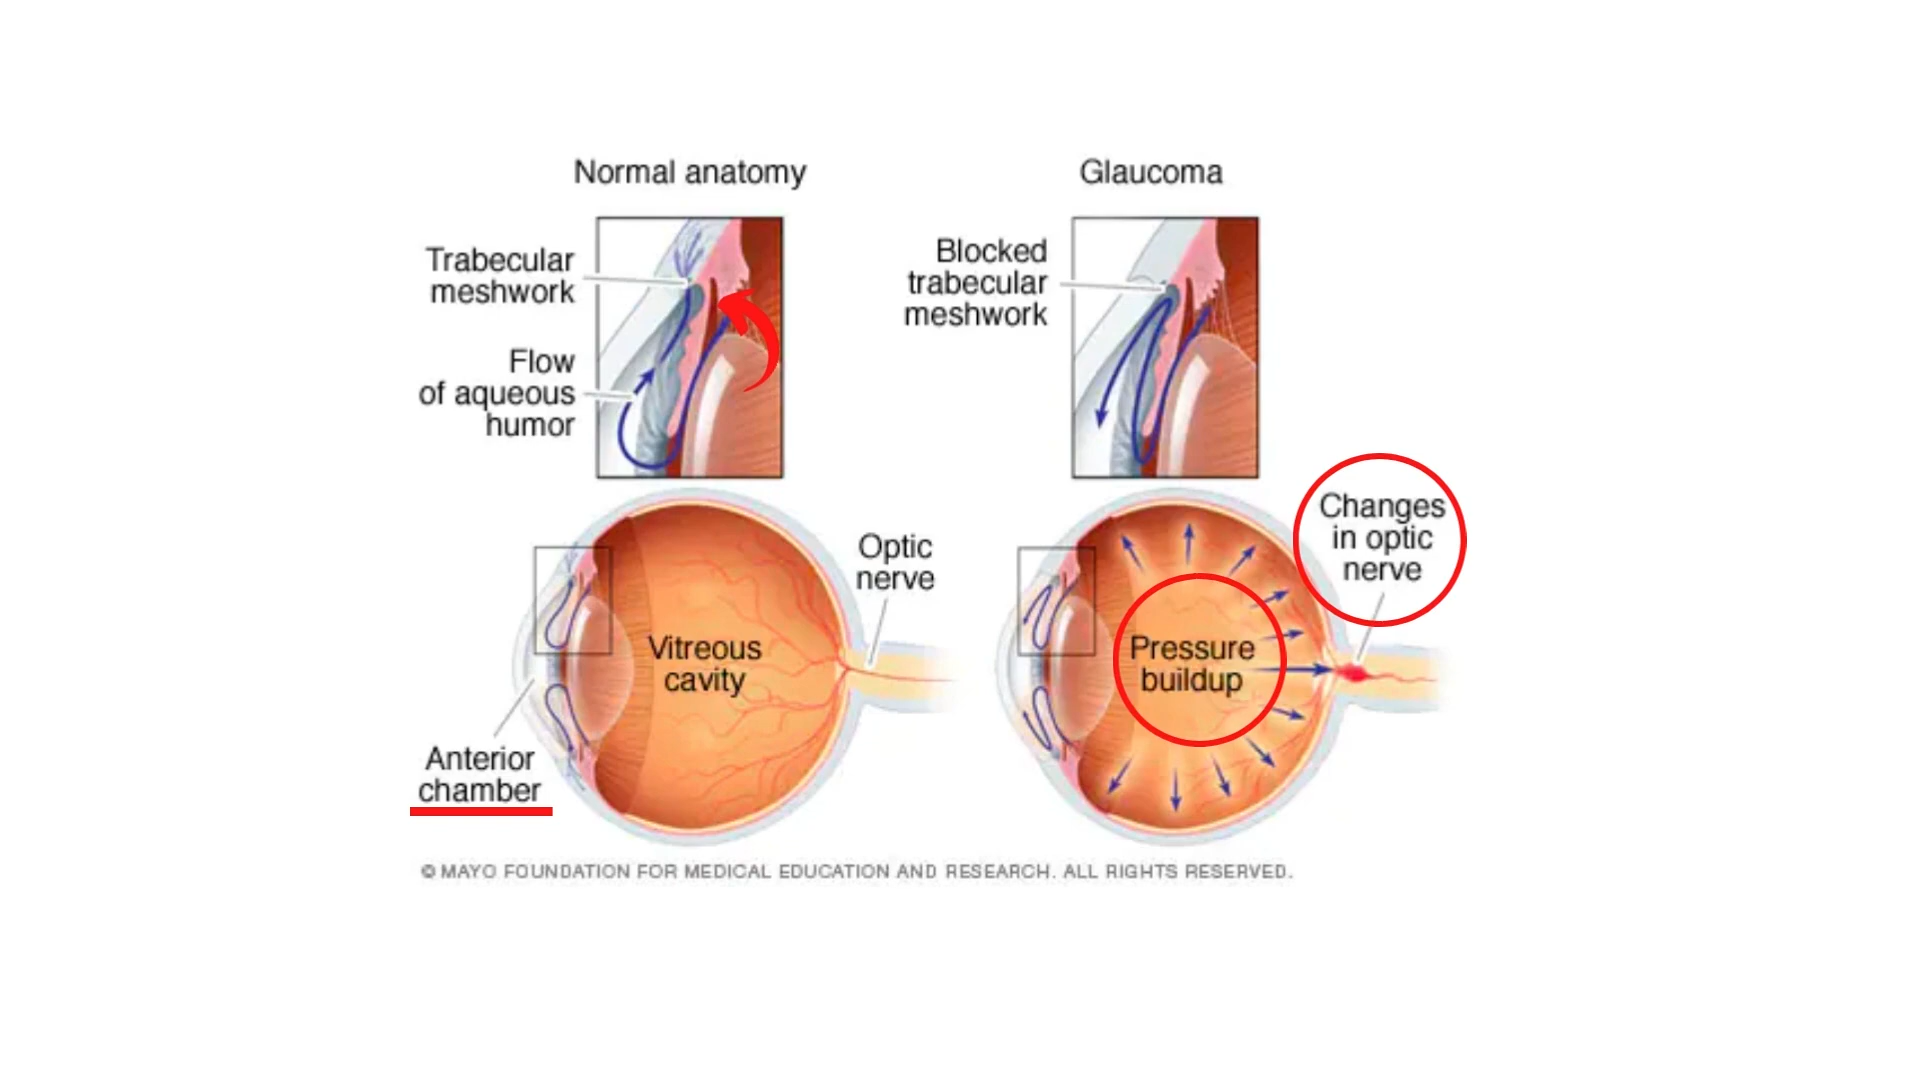 Normal anatomy
Trabecular
meshwork
Flow
of aqueous
humor
Optic
nerve
Vitreous
cavity
Anterior
chamber
Glaucoma
Blocked
trabecular
meshwork
Changes
in optic
nerve
Pressure
buildup
© MAYO FOUNDATION FOR MEDICAL EDUCATION AND RESEARCH. ALL RIGHTS RESERVED.